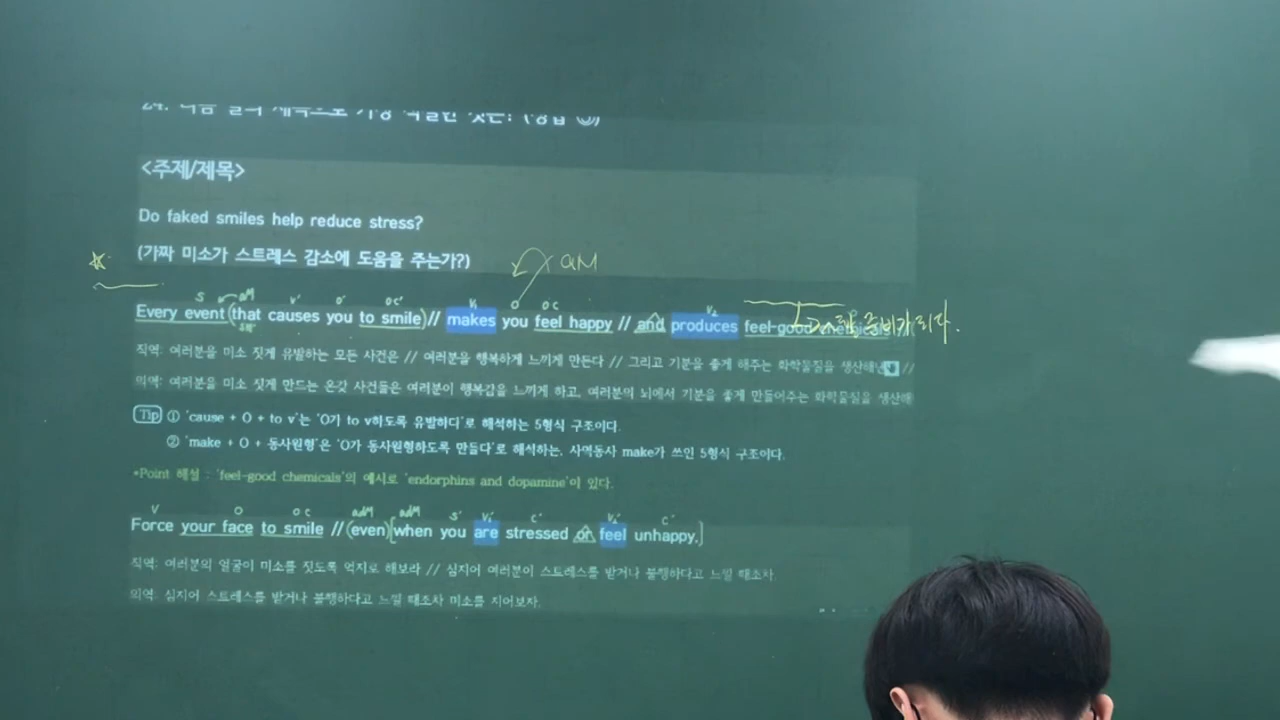 <주제/제목>
Do faked smiles help reduce stress?
(가짜 미소가 스트레스 감소에 도움을 주는가?)
aM
S aM V' O' OC' V₁ O OC V₂
Every event (that causes you to smile) // makes you feel happy // and produces feel-good
직역: 여러분을 미소 짓게 유발하는 모든 사건은 // 여러분을 행복하게 느끼게 만든다 // 그리고 기분을 좋게 해주는 화학물질을 생산해낸 //
의역: 여러분을 미소 짓게 만드는 온갖 사건들은 여러분이 행복감을 느끼게 하고, 여러분의 뇌에서 기분을 좋게 만들어주는 화학물질을 생산해
Tip ① 'cause + O + to v'는 'O가 to v하도록 유발하다'로 해석하는 5형식 구조이다.
② 'make + O + 동사원형'은 'O가 동사원형하도록 만들다'로 해석하는, 사역동사 make가 쓰인 5형식 구조이다.
*Point 해설 : 'feel-good chemicals'의 예시로 'endorphins and dopamine'이 있다.
V O OC adM adM S' V₁' C' V₂' C'
Force your face to smile // (even) [when you are stressed or feel unhappy.]
직역: 여러분의 얼굴이 미소를 짓도록 억지로 해보라 // 심지어 여러분이 스트레스를 받거나 불행하다고 느낄 때조차
의역: 심지어 스트레스를 받거나 불행하다고 느낄 때조차 미소를 지어보자.